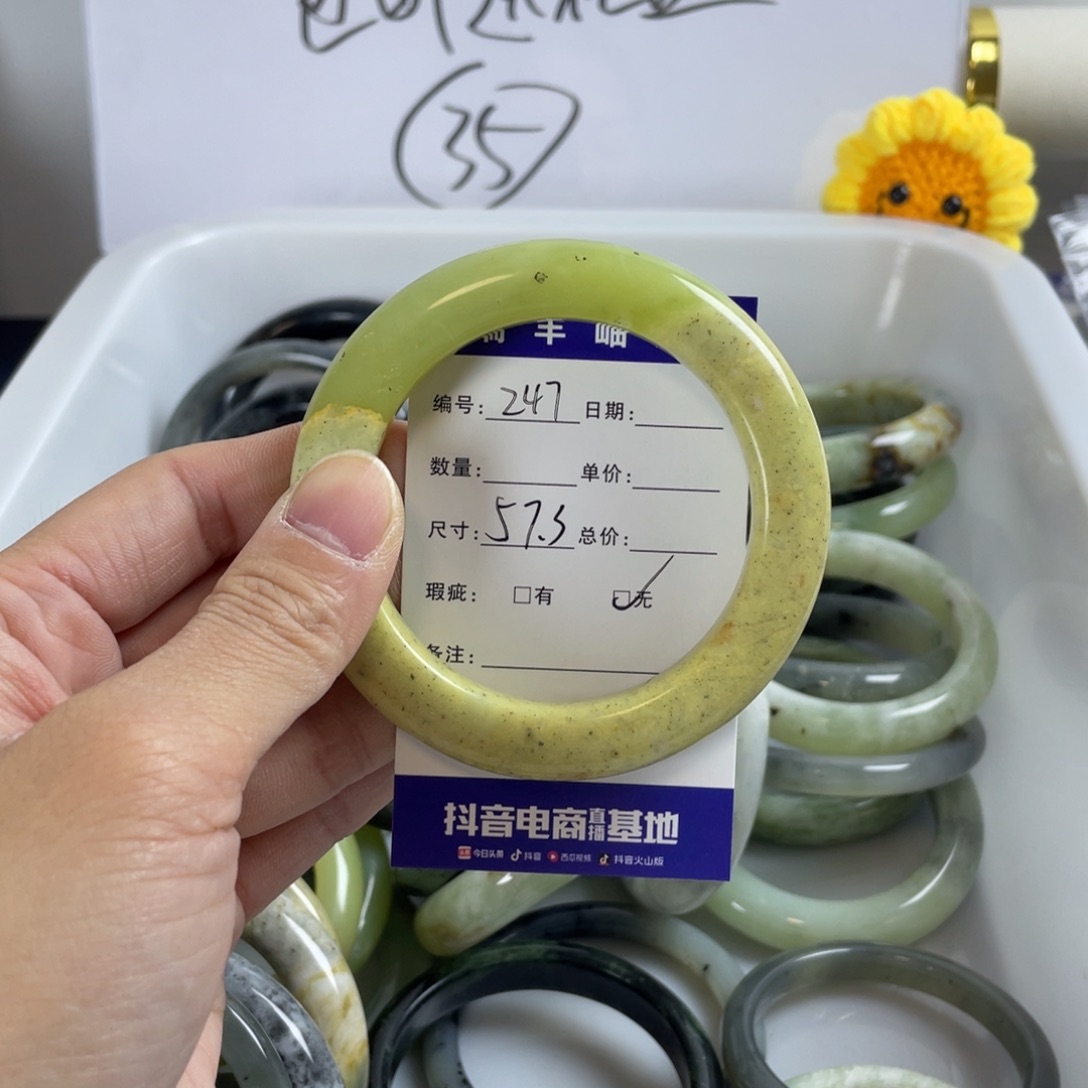 35
编号: 247 日期:
数量: 单价:
尺寸: 57.3 总价:
瑕疵: □有 ☑无
备注:
抖音电商直播基地
今日头条 抖音 西瓜视频 抖音火山版